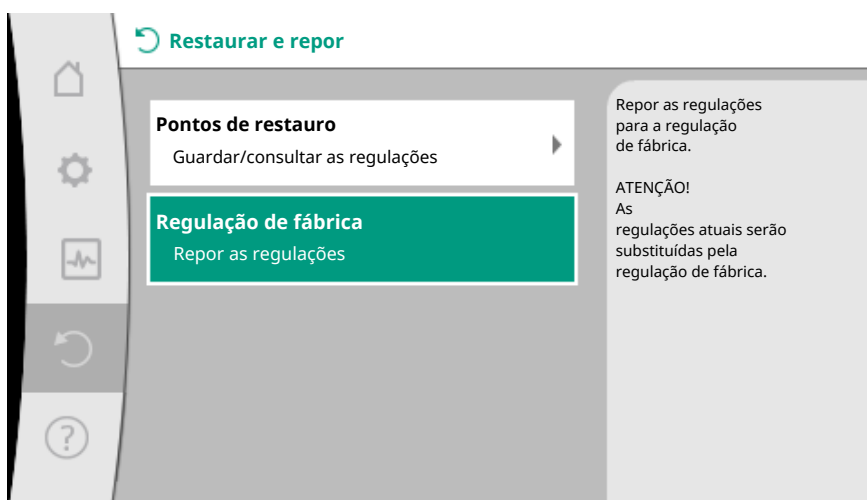 Restaurar e repor
Pontos de restauro
Guardar/consultar as regulações
Regulação de fábrica
Repor as regulações
Repor as regulações
para a regulação
de fábrica.
ATENÇÃO!
As
regulações atuais serão
substituídas pela
regulação de fábrica.
?